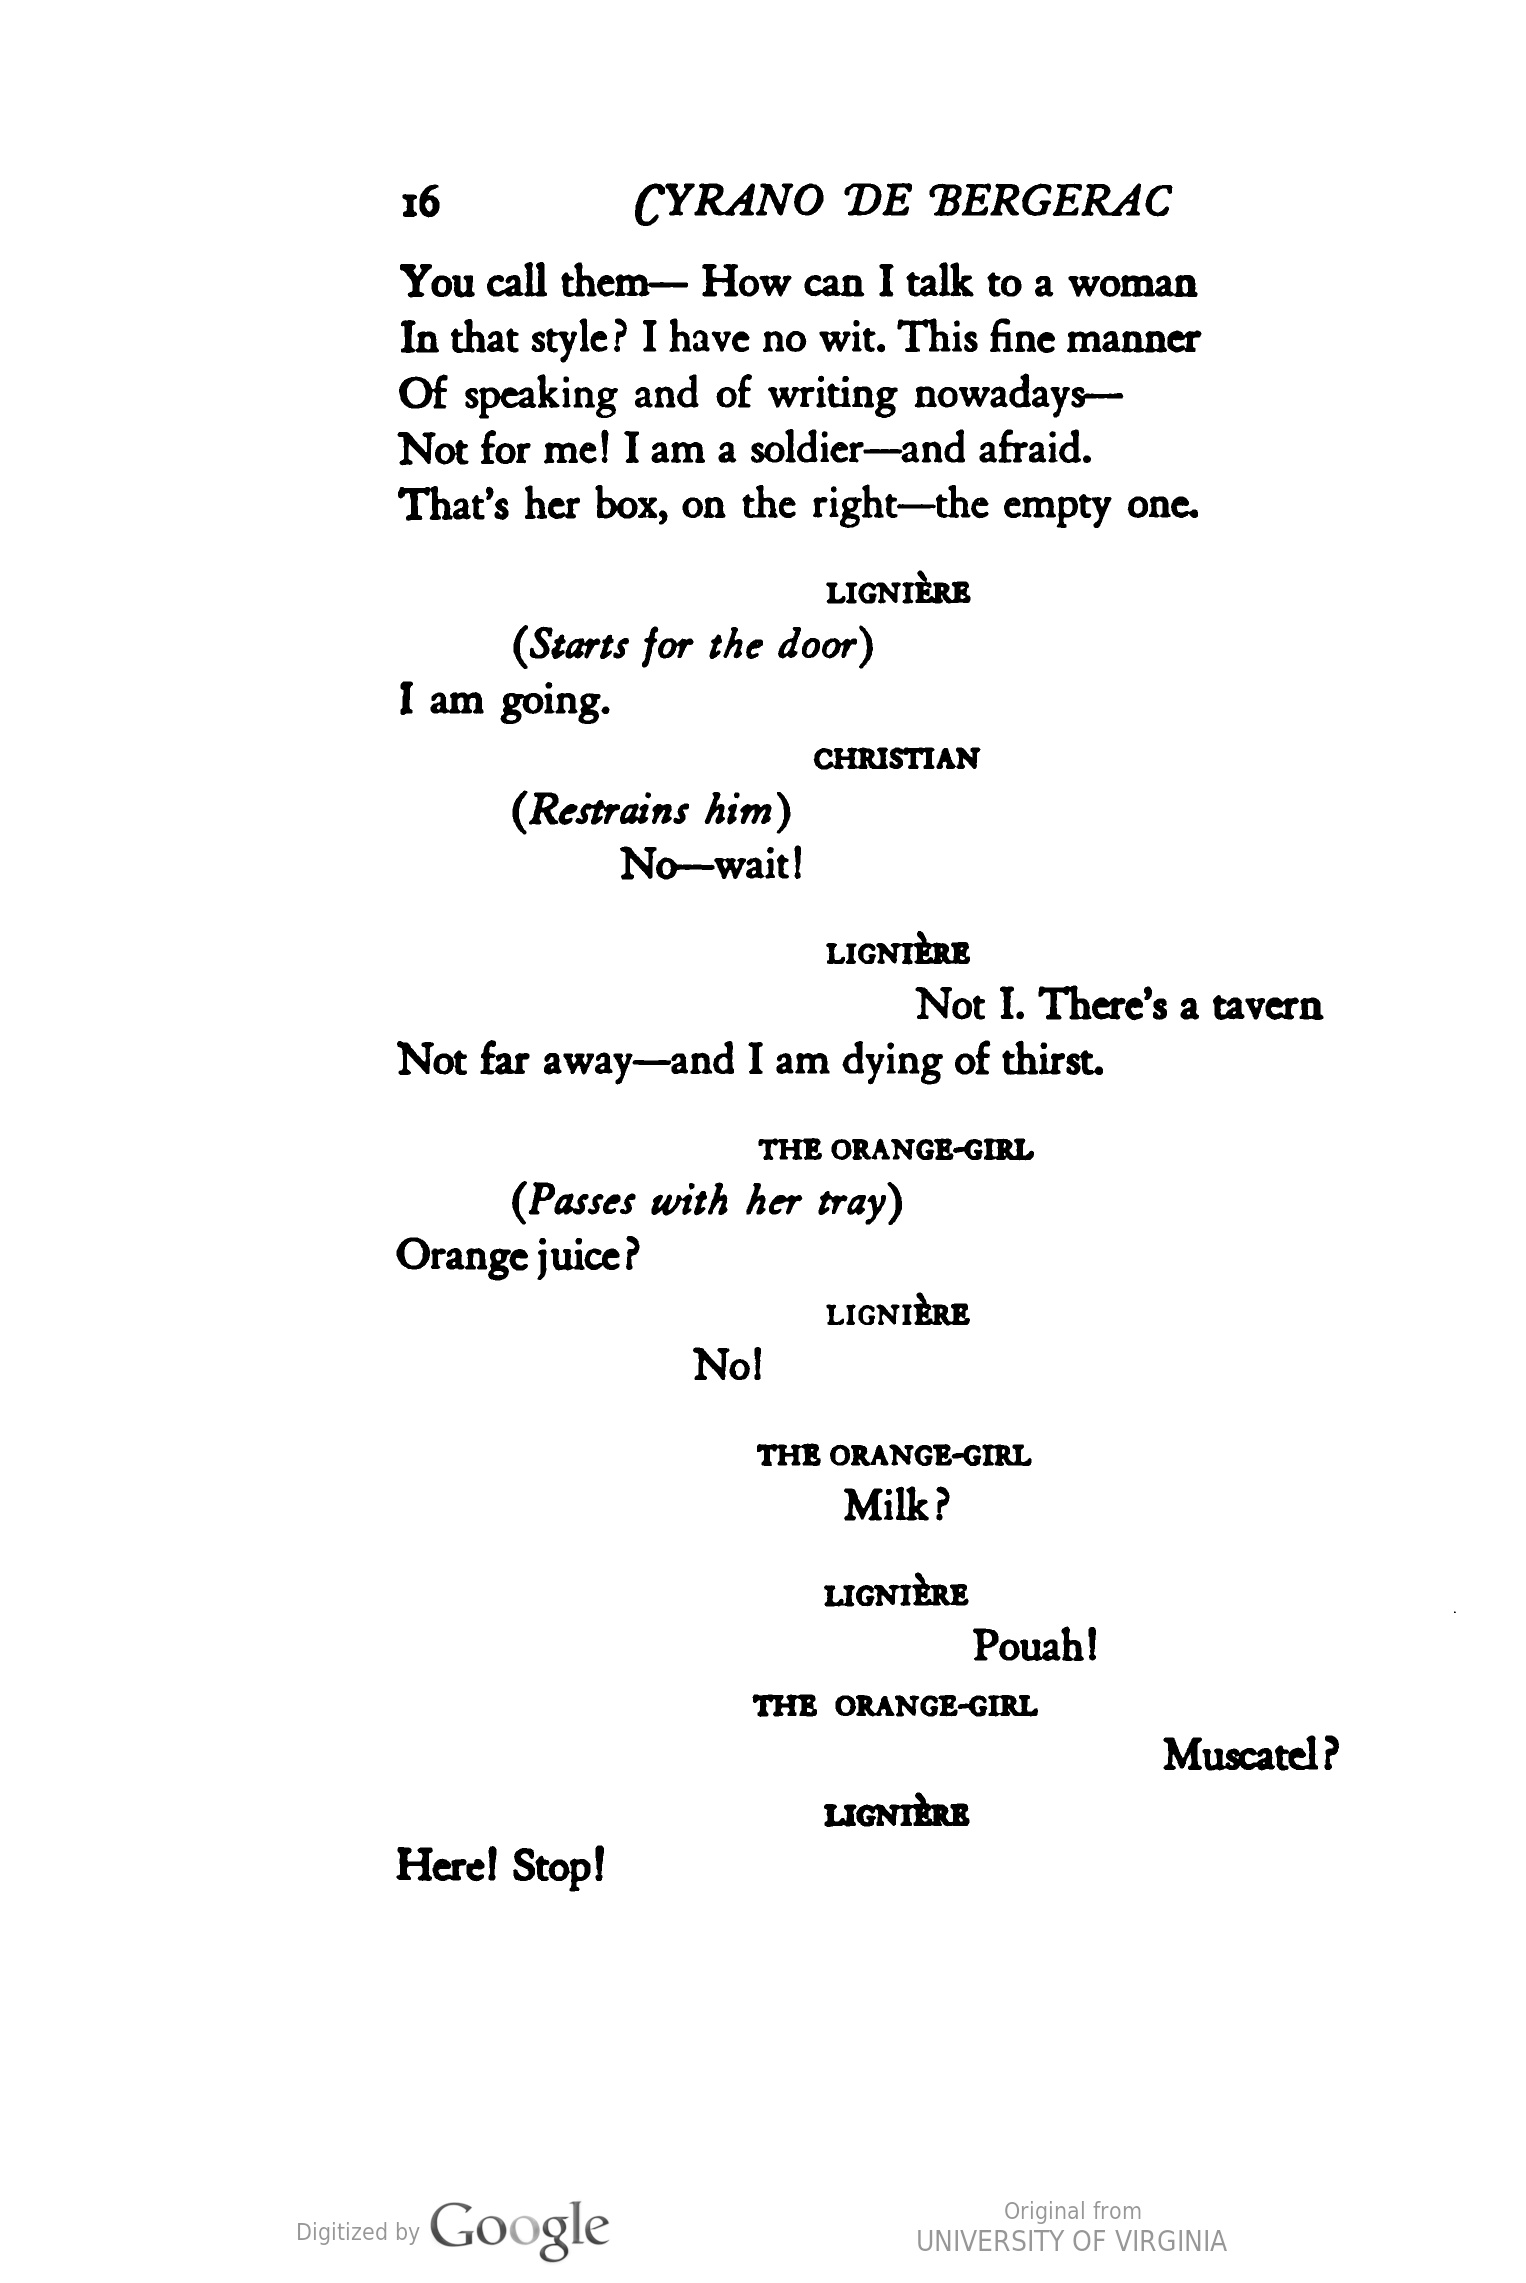 16 CYRANO DE BERGERAC
You call them— How can I talk to a woman
In that style? I have no wit. This fine manner
Of speaking and of writing nowadays—
Not for me! I am a soldier—and afraid.
That's her box, on the right—the empty one.
LIGNIÈRE
(Starts for the door)
I am going.
CHRISTIAN
(Restrains him)
No—wait!
LIGNIÈRE
Not I. There's a tavern
Not far away—and I am dying of thirst.
THE ORANGE-GIRL
(Passes with her tray)
Orange juice?
LIGNIÈRE
No!
THE ORANGE-GIRL
Milk?
LIGNIÈRE
Pouah!
THE ORANGE-GIRL
Muscatel?
LIGNIÈRE
Here! Stop!
Digitized by Google
Original from
UNIVERSITY OF VIRGINIA